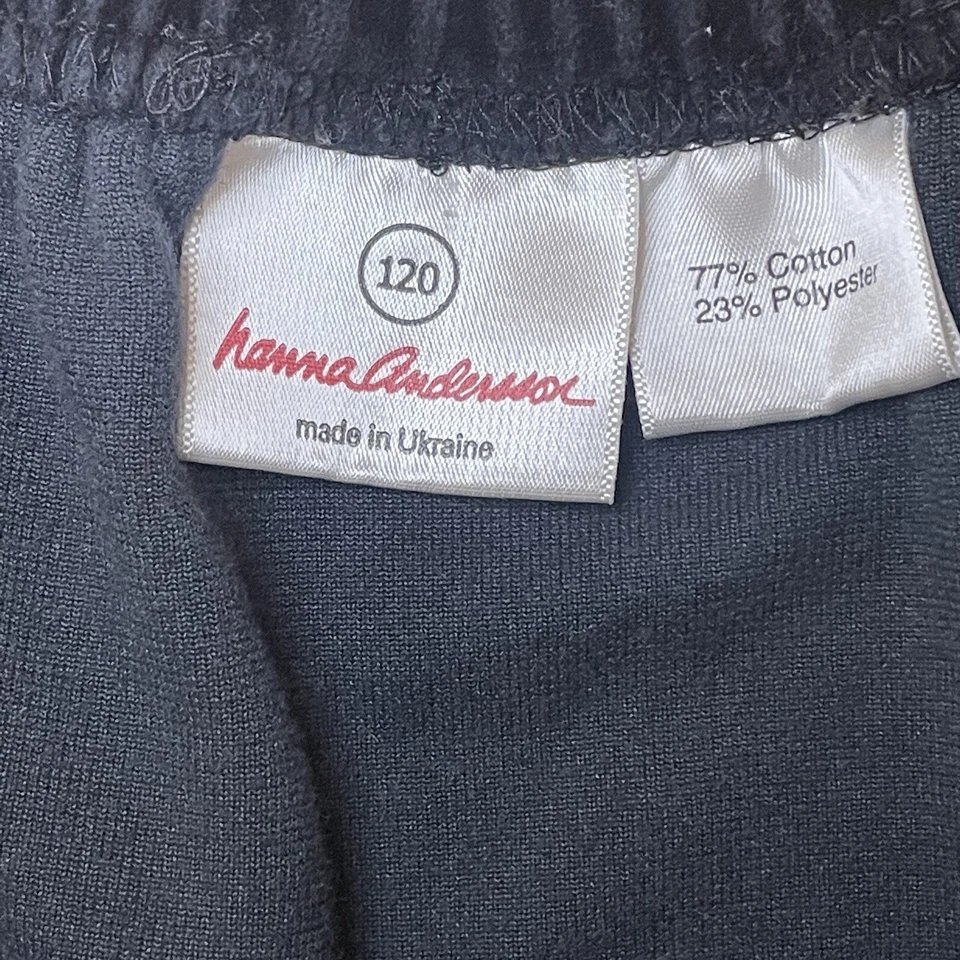 120
hanna Andersson
made in Ukraine
77% Cotton
23% Polyester